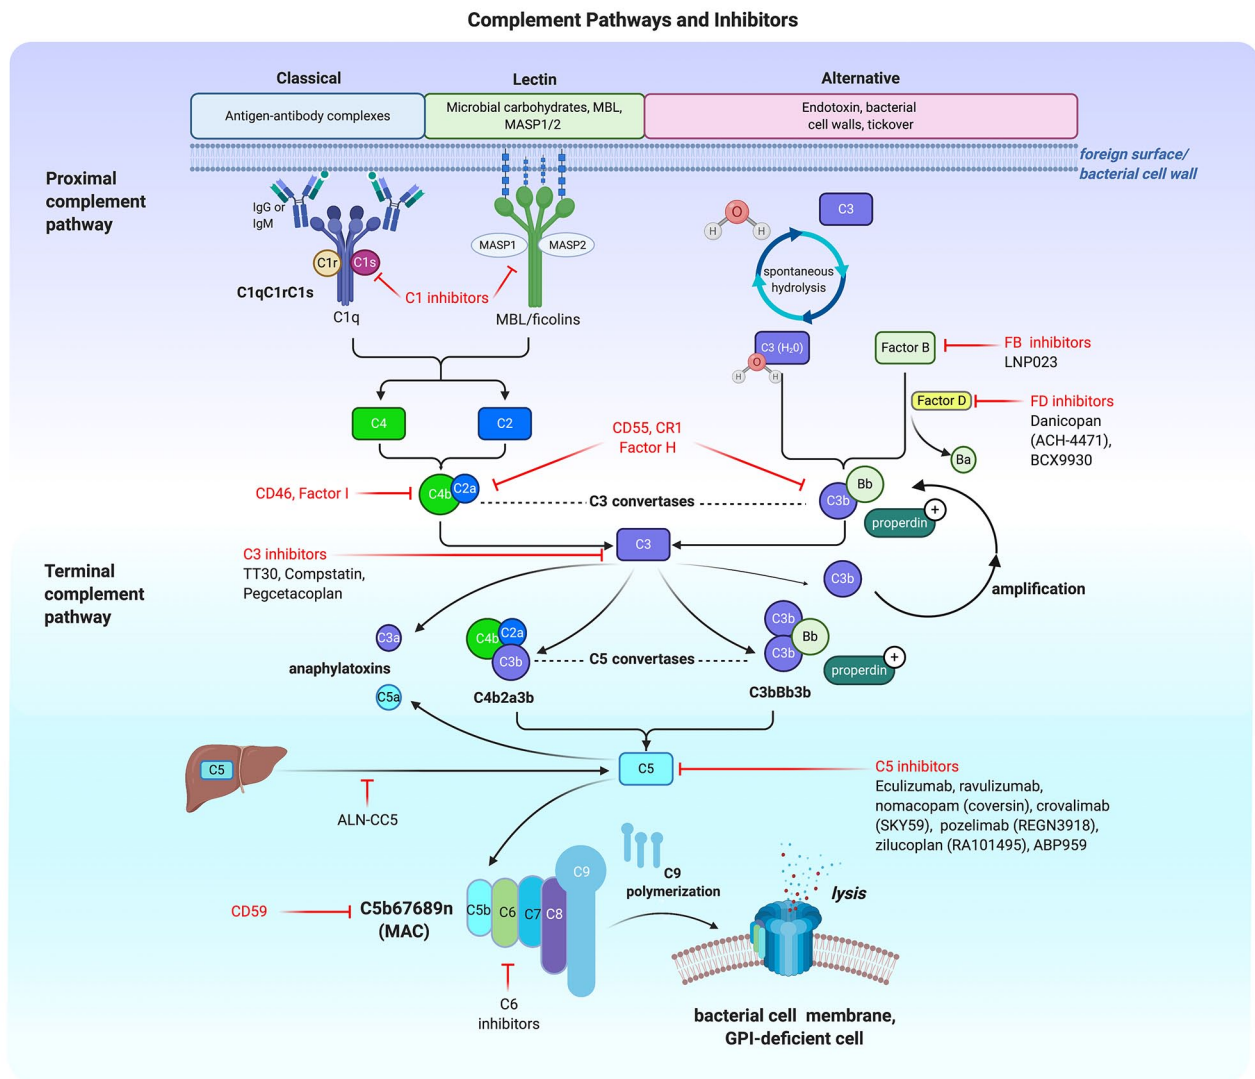 Complement Pathways and Inhibitors
Classical
Lectin
Alternative
Antigen-antibody complexes
Microbial carbohydrates, MBL,
MASP1/2
Endotoxin, bacterial
cell walls, tickover
foreign surface/
bacterial cell wall
Proximal
complement
pathway
IgG or
IgM
C1r
C1s
C1qC1rC1s
C1q
C1 inhibitors
MASP1
MASP2
MBL/ficolins
O
H
H
C3
spontaneous
hydrolysis
C3 (H₂0)
O
H
H
Factor B
FB inhibitors
LNP023
Factor D
FD inhibitors
Danicopan
(ACH-4471),
BCX9930
Ba
C4
C2
CD55, CR1
Factor H
CD46, Factor I
C4b
C2a
C3 convertases
C3b
Bb
properdin
+
C3
C3 inhibitors
TT30, Compstatin,
Pegcetacoplan
Terminal
complement
pathway
C3b
amplification
C3a
anaphylatoxins
C5a
C4b
C2a
C3b
C4b2a3b
C5 convertases
C3b
Bb
C3b
C3bBb3b
properdin
+
C5
ALN-CC5
C5
C5 inhibitors
Eculizumab, ravulizumab,
nomacopam (coversin), crovalimab
(SKY59), pozelimab (REGN3918),
zilucoplan (RA101495), ABP959
CD59
C5b67689n
(MAC)
C5b
C6
C7
C8
C9
C9
polymerization
lysis
C6
inhibitors
bacterial cell membrane,
GPI-deficient cell